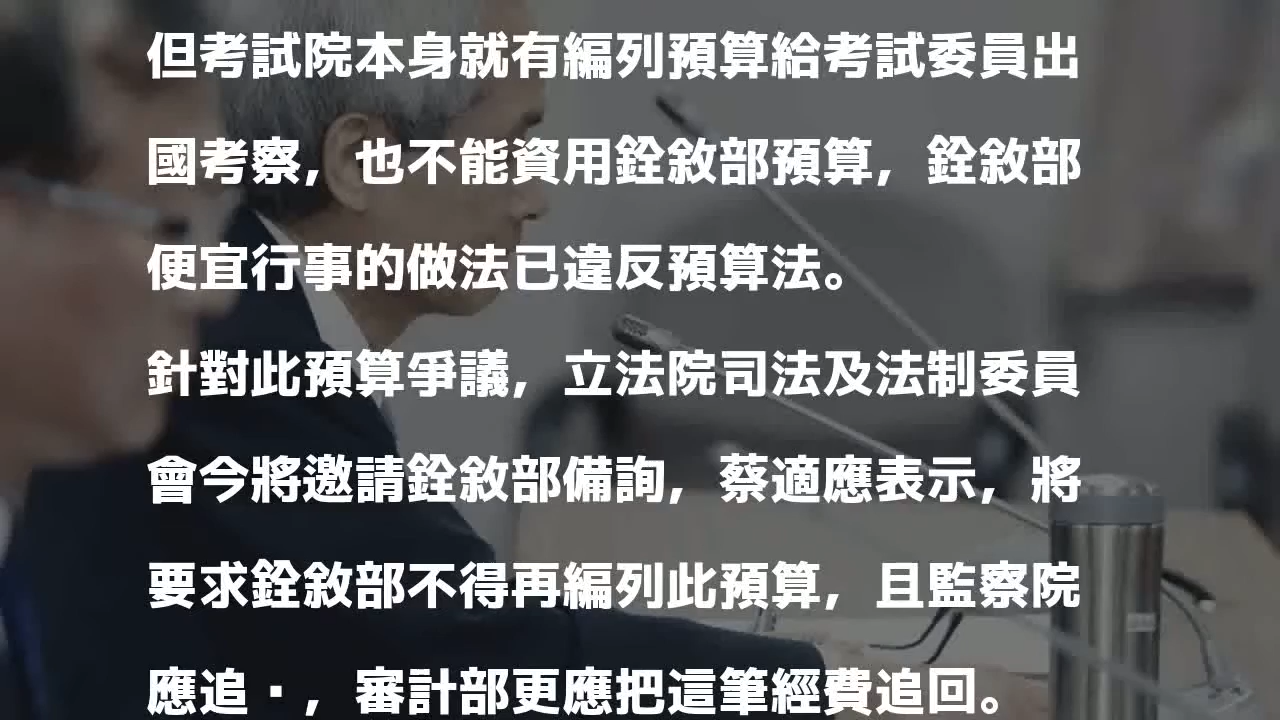 但考試院本身就有編列預算給考試委員出
國考察，也不能資用銓敘部預算，銓敘部
便宜行事的做法已違反預算法。
針對此預算爭議，立法院司法及法制委員
會今將邀請銓敘部備詢，蔡適應表示，將
要求銓敘部不得再編列此預算，且監察院
應追▪，審計部更應把這筆經費追回。